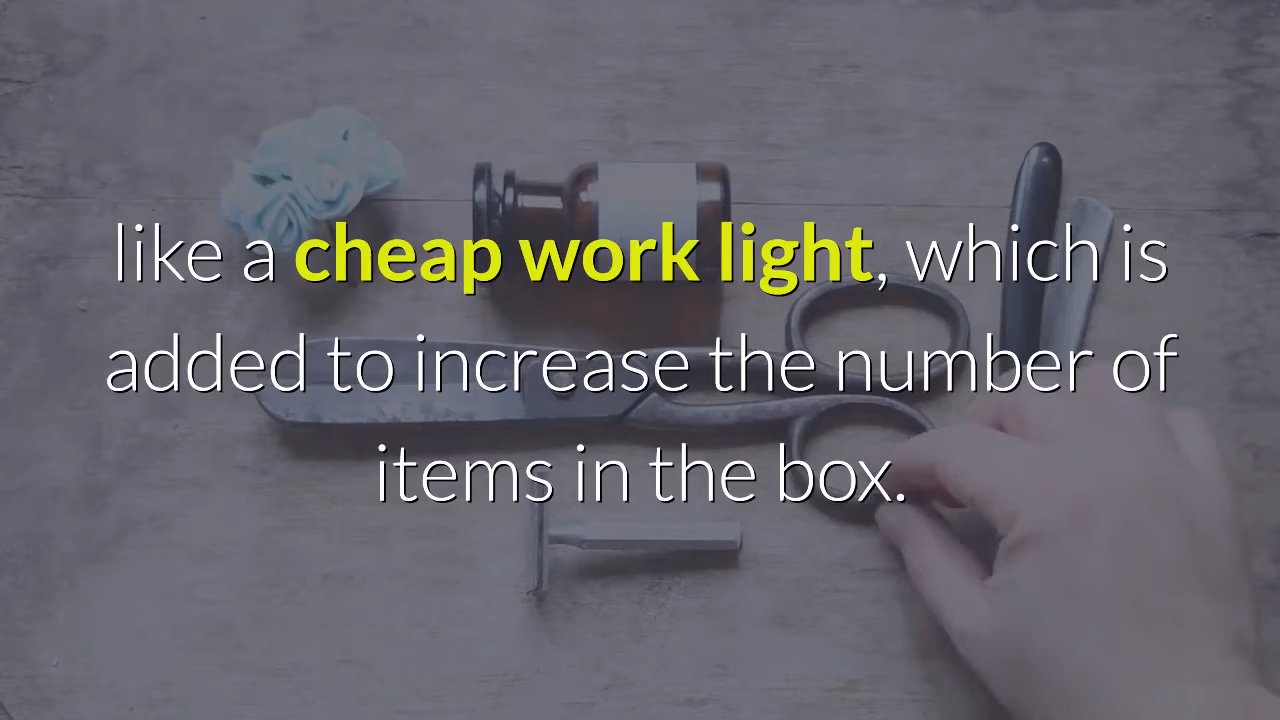 like a cheap work light, which is
added to increase the number of
items in the box.